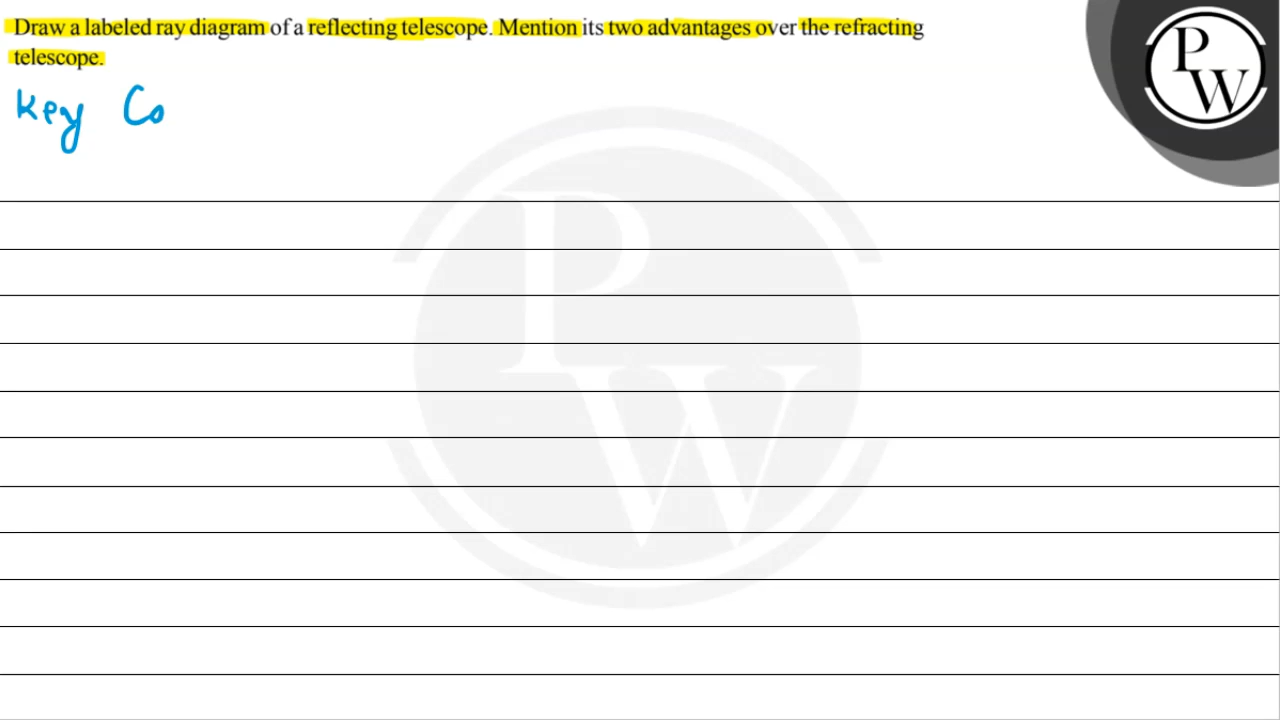 Draw a labeled ray diagram of a reflecting telescope. Mention its two advantages over the refracting
telescope.
Key Co
P
W
P
W